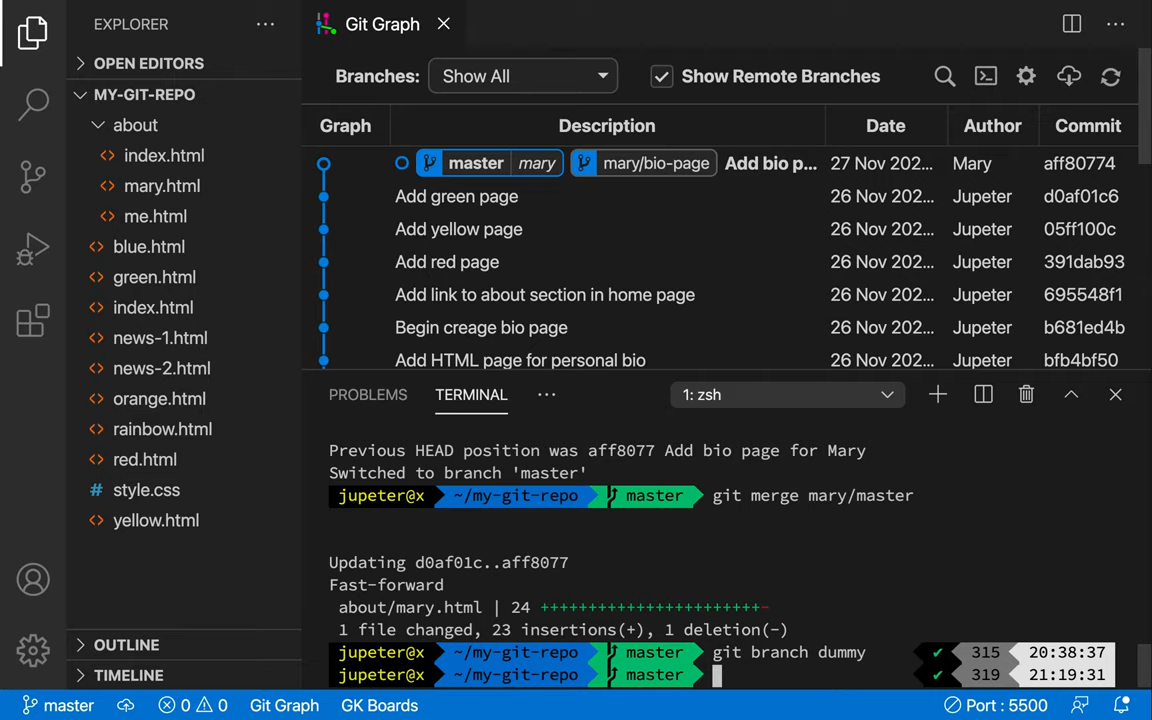 EXPLORER
OPEN EDITORS
MY-GIT-REPO
about
index.html
mary.html
me.html
blue.html
green.html
index.html
news-1.html
news-2.html
orange.html
rainbow.html
red.html
style.css
yellow.html
OUTLINE
TIMELINE
Git Graph
Branches: Show All Show Remote Branches
Graph Description Date Author Commit
master mary mary/bio-page Add bio p... 27 Nov 202... Mary aff80774
Add green page 26 Nov 202... Jupeter d0af01c6
Add yellow page 26 Nov 202... Jupeter 05ff100c
Add red page 26 Nov 202... Jupeter 391dab93
Add link to about section in home page 26 Nov 202... Jupeter 695548f1
Begin creage bio page 26 Nov 202... Jupeter b681ed4b
Add HTML page for personal bio 26 Nov 202... Jupeter bfb4bf50
PROBLEMS TERMINAL 1: zsh
Previous HEAD position was aff8077 Add bio page for Mary
Switched to branch 'master'
jupeter@x ~/my-git-repo master git merge mary/master
Updating d0af01c..aff8077
Fast-forward
about/mary.html | 24 +++++++++++++++++++++++-
1 file changed, 23 insertions(+), 1 deletion(-)
jupeter@x ~/my-git-repo master git branch dummy ✔ 315 20:38:37
jupeter@x ~/my-git-repo master ✔ 319 21:19:31
master 0 0 Git Graph GK Boards Port : 5500